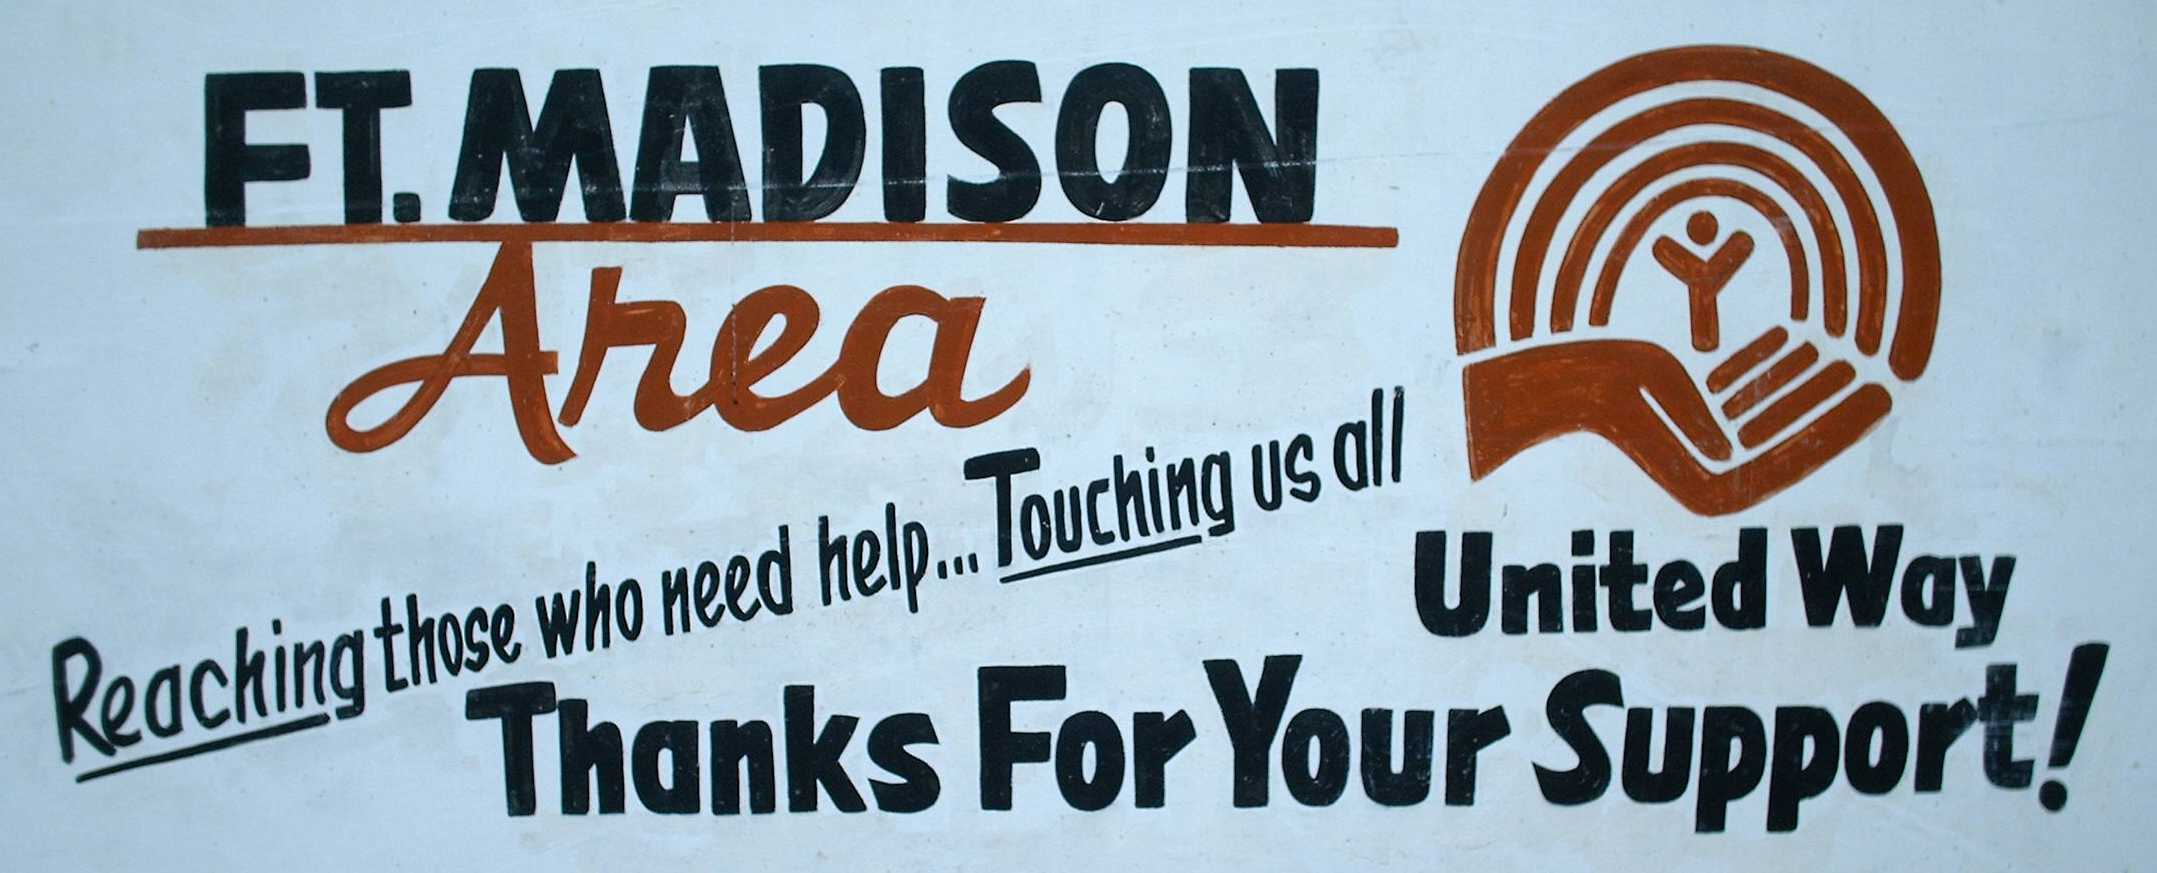 FT. MADISON
Area
Reaching those who need help... Touching us all
United Way
Thanks For Your Support!